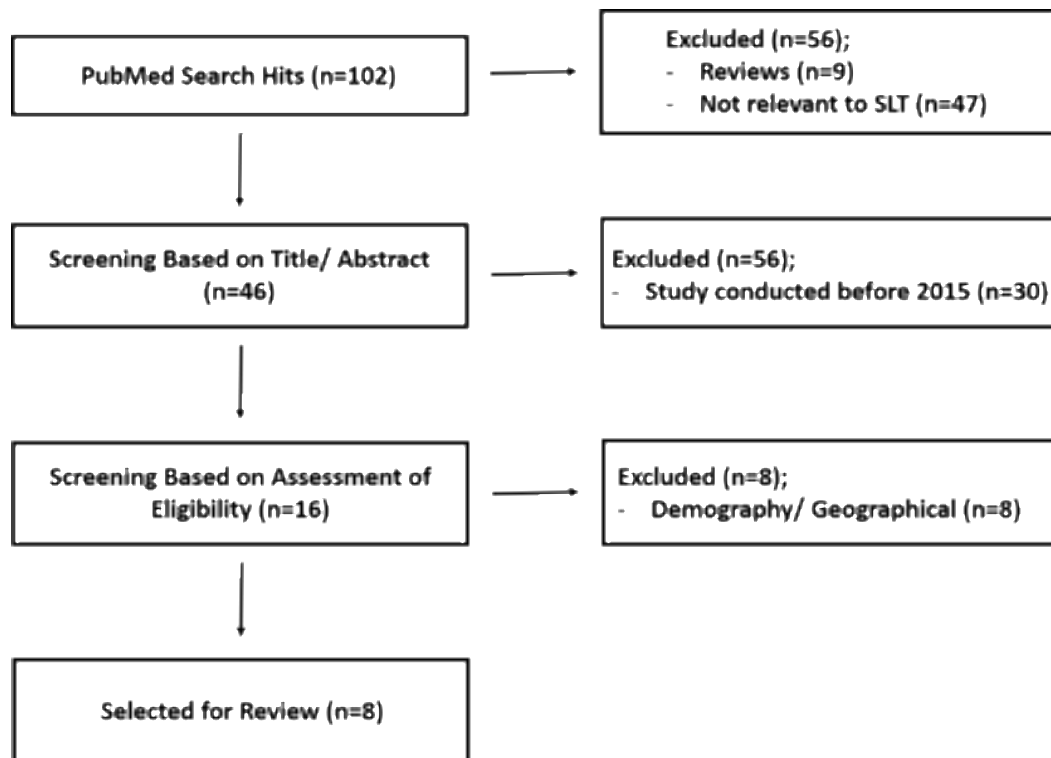 PubMed Search Hits (n=102)
Excluded (n=56);
- Reviews (n=9)
- Not relevant to SLT (n=47)
Screening Based on Title/ Abstract
(n=46)
Excluded (n=56);
- Study conducted before 2015 (n=30)
Screening Based on Assessment of
Eligibility (n=16)
Excluded (n=8);
- Demography/ Geographical (n=8)
Selected for Review (n=8)